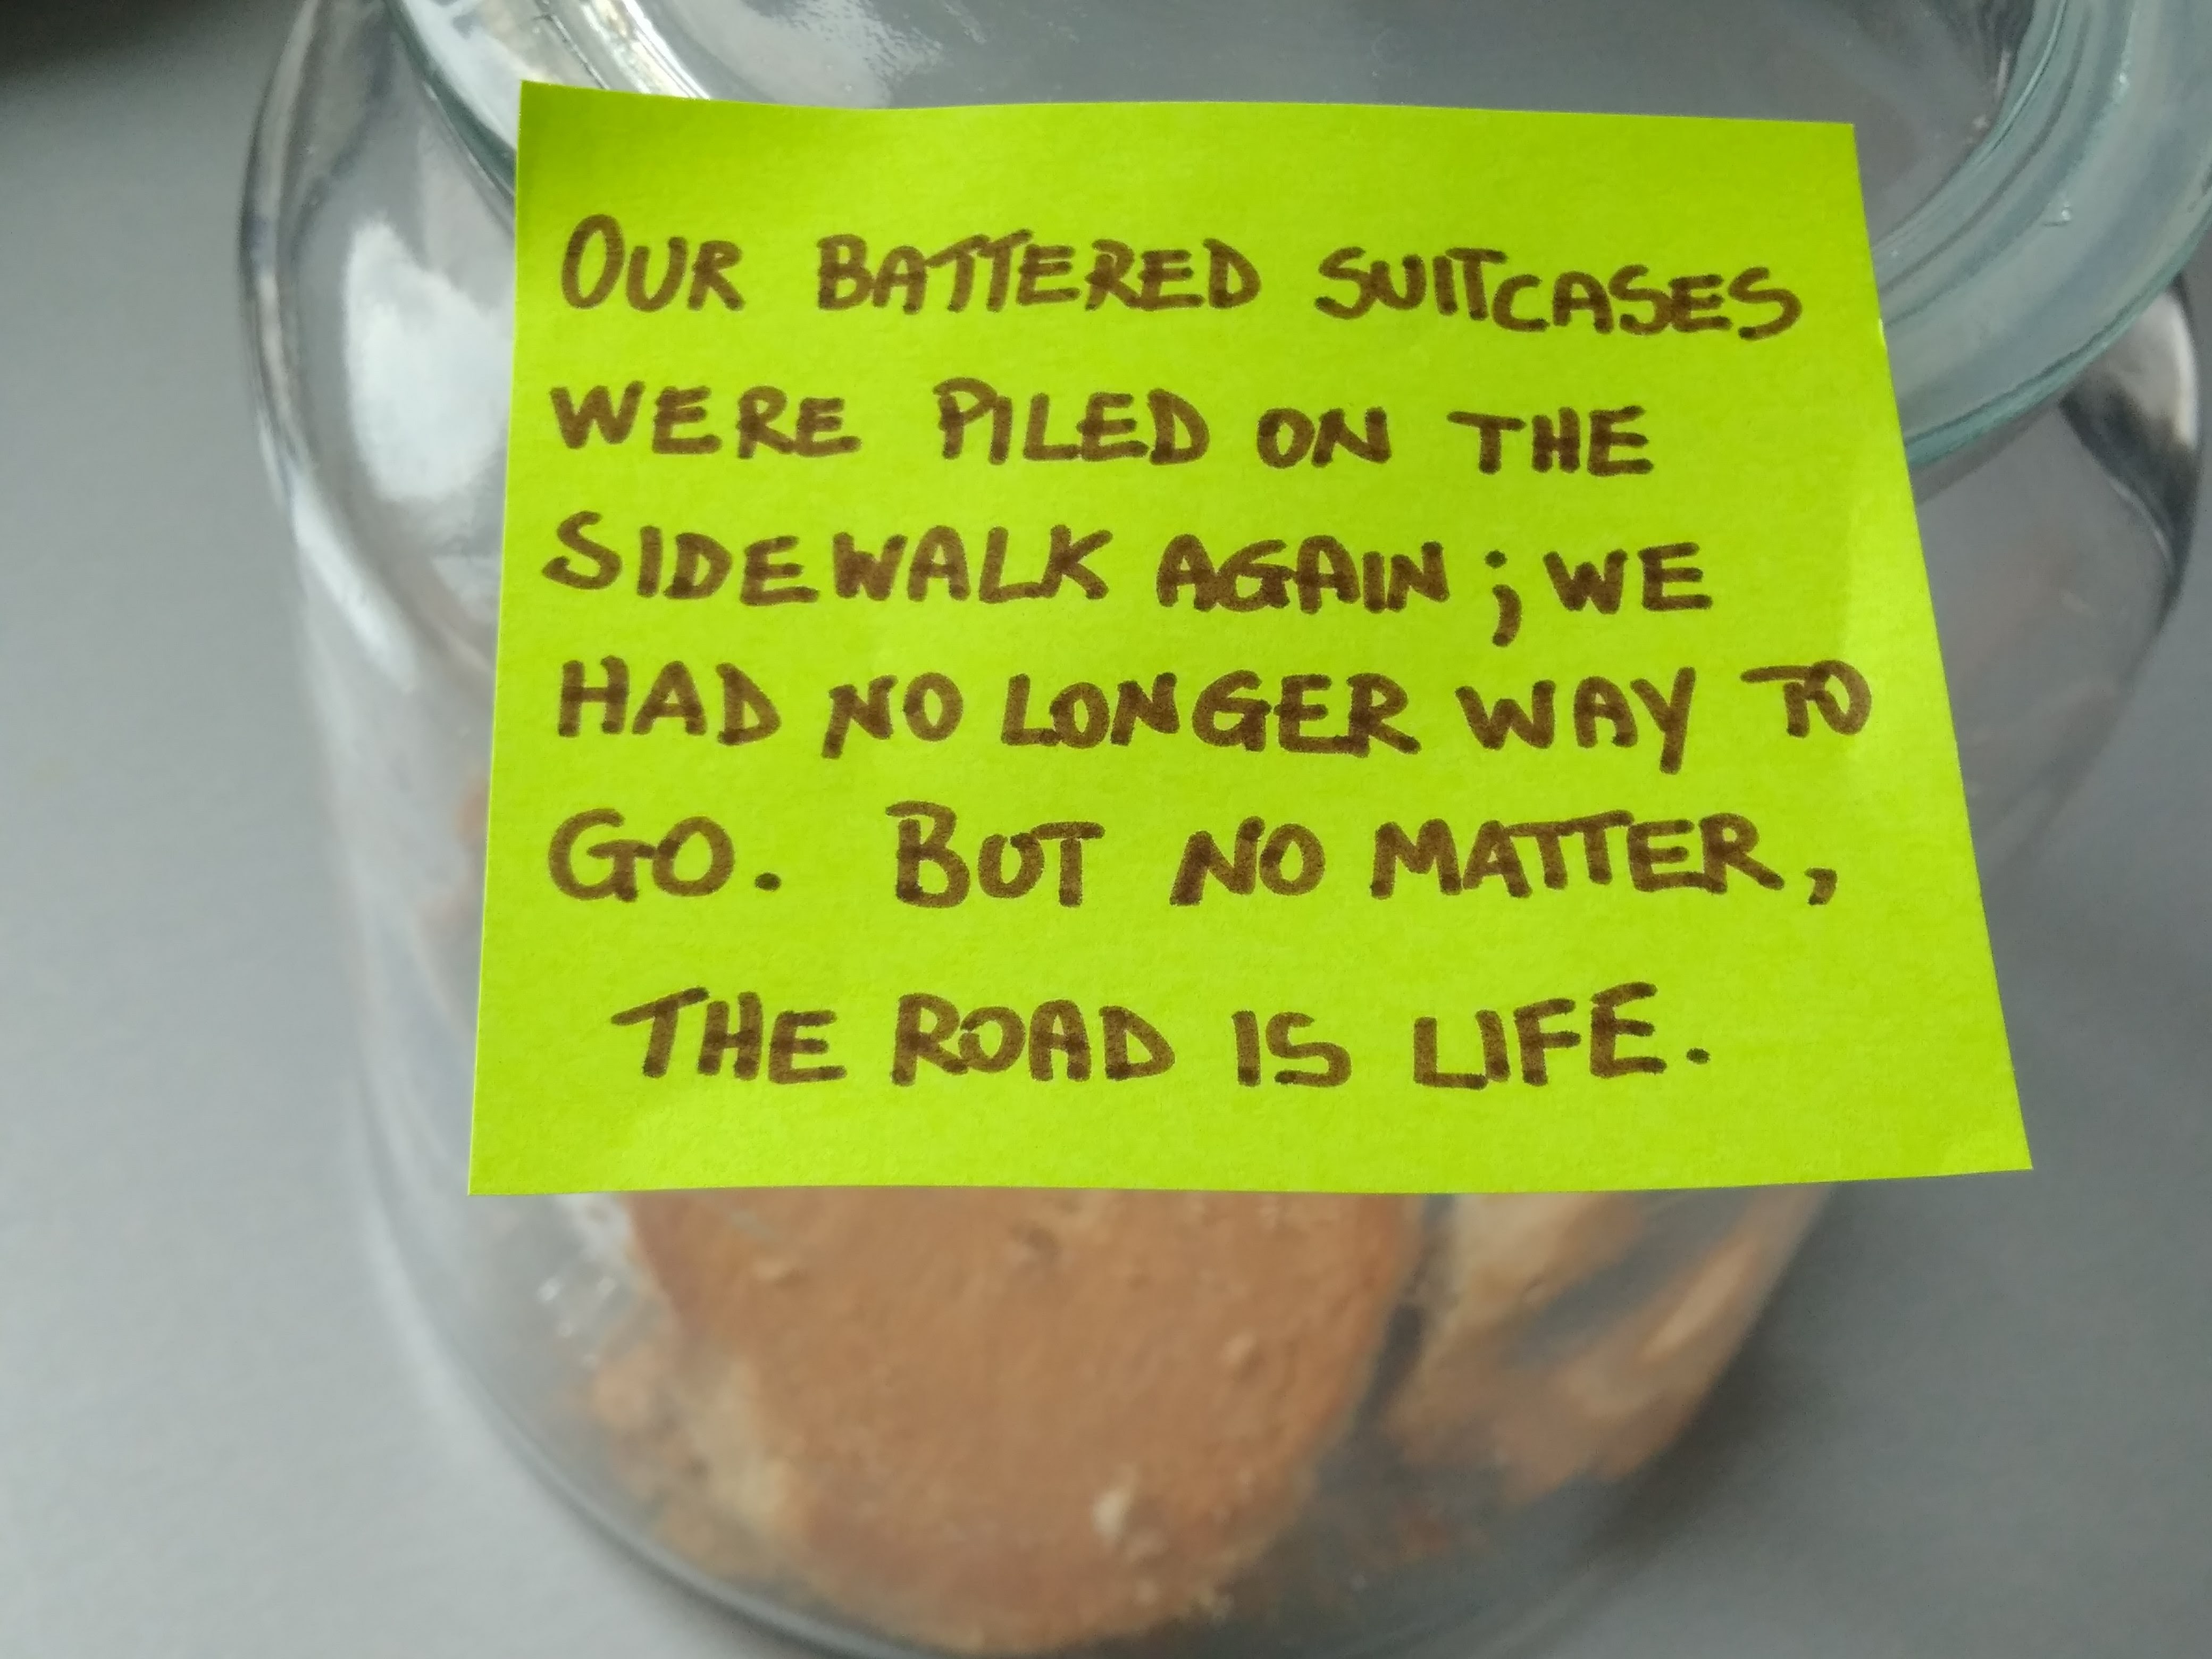 OUR BATTERED SUITCASES
WERE PILED ON THE
SIDEWALK AGAIN; WE
HAD NO LONGER WAY TO
GO. BUT NO MATTER,
THE ROAD IS LIFE.